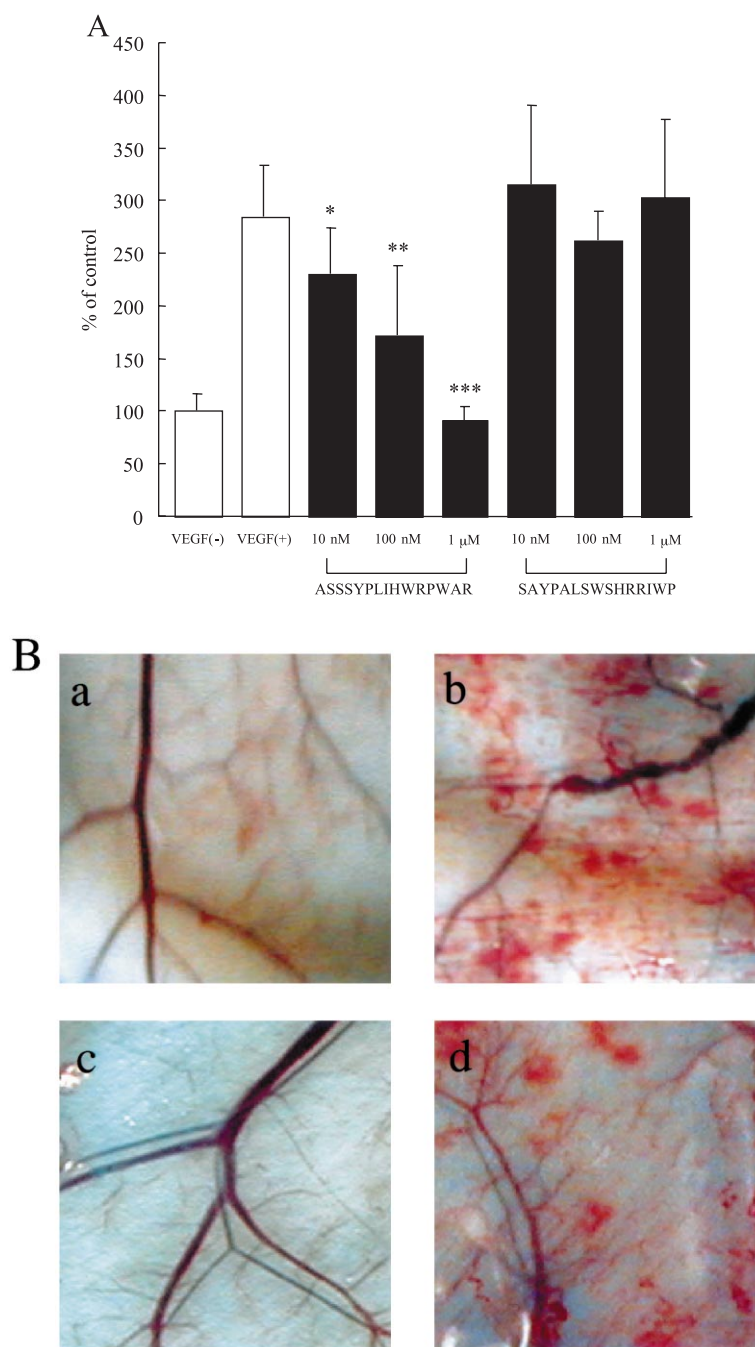 A
450
400
350
300
250
200
150
100
50
0
% of control
*
**
***
VEGF(-) VEGF(+) 10 nM 100 nM 1 μM 10 nM 100 nM 1 μM
ASSSYPLIHWRPWAR SAYPALSWSHRRIWP
B
a b
c d